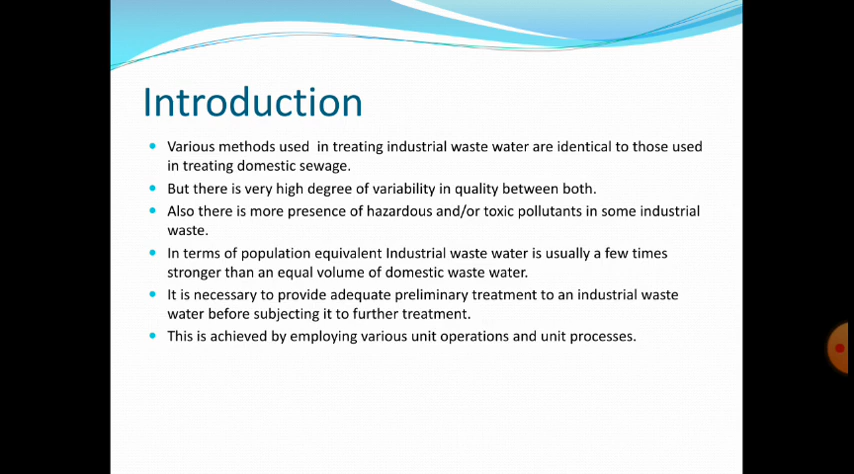 Introduction
Various methods used  in treating industrial waste water are identical to those used
in treating domestic sewage.
But there is very high degree of variability in quality between both.
Also there is more presence of hazardous and/or toxic pollutants in some industrial
waste.
In terms of population equivalent Industrial waste water is usually a few times
stronger than an equal volume of domestic waste water.
It is necessary to provide adequate preliminary treatment to an industrial waste
water before subjecting it to further treatment.
This is achieved by employing various unit operations and unit processes.